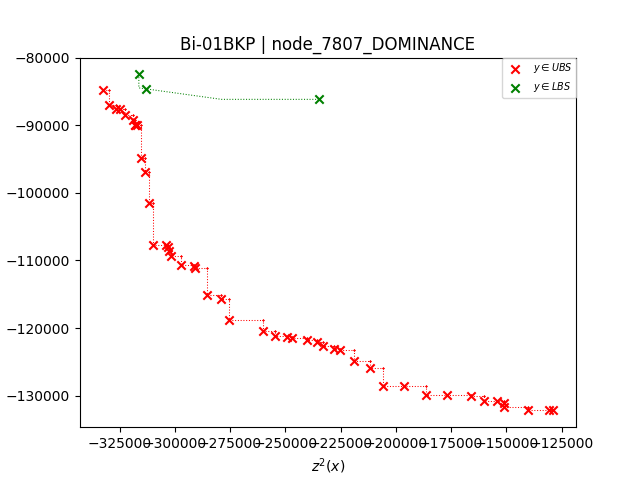 Bi-01BKP | node_7807_DOMINANCE
y ∈ UBS
y ∈ LBS
−80000
−90000
−100000
−110000
−120000
−130000
−325000 −300000 −275000 −250000 −225000 −200000 −175000 −150000 −125000
z²(x)